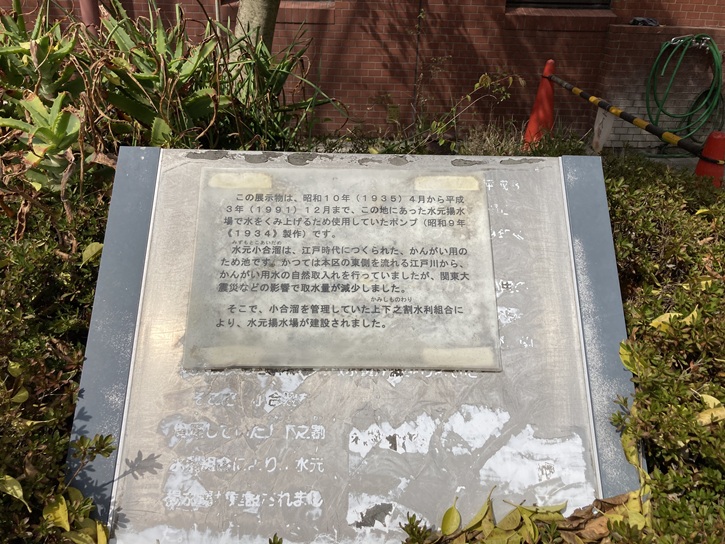 この展示物は、昭和10年（1935）4月から平成
3年（1991）12月まで、この地にあった水元揚水
場で水をくみ上げるだめ使用していたポンプ（昭和9年
《1934》製作）です。
みずもとこあいだめ
水元小合溜は、江戸時代につくられた、かんがい用の
ため池です。かつては本区の東側を流れる江戸川から、
かんがい用水の自然取入れを行っていましたが、関東大
震災などの影響で取水量が減少しました。
かみしものわり
そこで、小合溜を管理していた上下之割水利組合に
より、水元揚水場が建設されました。
していた上下之割
水元